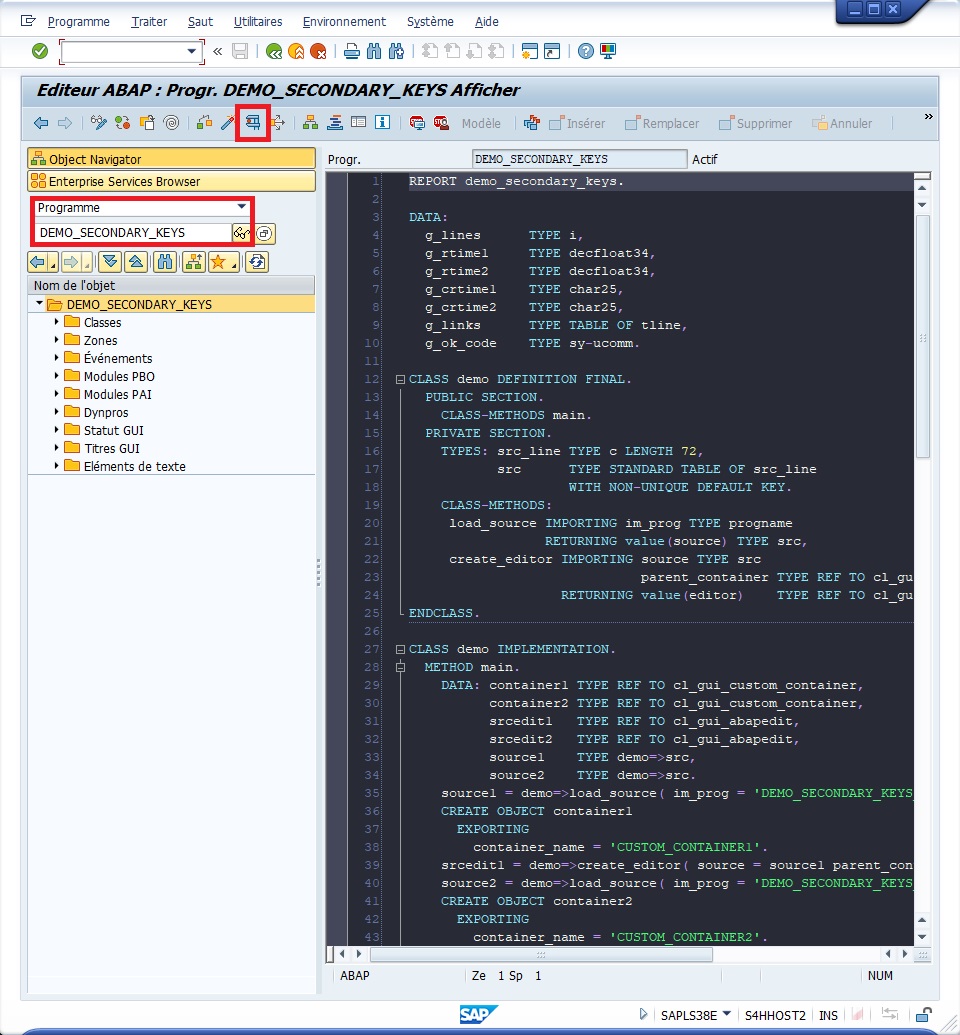 Programme Traiter Saut Utilitaires Environnement Système Aide
Editeur ABAP : Progr. DEMO_SECONDARY_KEYS Afficher
Modèle Insérer Remplacer Supprimer Annuler »
Object Navigator
Enterprise Services Browser
Programme
DEMO_SECONDARY_KEYS
Nom de l'objet
DEMO_SECONDARY_KEYS
Classes
Zones
Événements
Modules PBO
Modules PAI
Dynpros
Statut GUI
Titres GUI
Eléments de texte
Progr. DEMO_SECONDARY_KEYS Actif
1 REPORT demo_secondary_keys.
2
3 DATA:
4 g_lines TYPE i,
5 g_rtime1 TYPE decfloat34,
6 g_rtime2 TYPE decfloat34,
7 g_crtime1 TYPE char25,
8 g_crtime2 TYPE char25,
9 g_links TYPE TABLE OF tline,
10 g_ok_code TYPE sy-ucomm.
11
12 CLASS demo DEFINITION FINAL.
13 PUBLIC SECTION.
14 CLASS-METHODS main.
15 PRIVATE SECTION.
16 TYPES: src_line TYPE c LENGTH 72,
17 src TYPE STANDARD TABLE OF src_line
18 WITH NON-UNIQUE DEFAULT KEY.
19 CLASS-METHODS:
20 load_source IMPORTING im_prog TYPE progname
21 RETURNING value(source) TYPE src,
22 create_editor IMPORTING source TYPE src
23 parent_container TYPE REF TO cl_gu
24 RETURNING value(editor) TYPE REF TO cl_gu
25 ENDCLASS.
26
27 CLASS demo IMPLEMENTATION.
28 METHOD main.
29 DATA: container1 TYPE REF TO cl_gui_custom_container,
30 container2 TYPE REF TO cl_gui_custom_container,
31 srcedit1 TYPE REF TO cl_gui_abapedit,
32 srcedit2 TYPE REF TO cl_gui_abapedit,
33 source1 TYPE demo=>src,
34 source2 TYPE demo=>src.
35 source1 = demo=>load_source( im_prog = 'DEMO_SECONDARY_KEYS_
36 CREATE OBJECT container1
37 EXPORTING
38 container_name = 'CUSTOM_CONTAINER1'.
39 srcedit1 = demo=>create_editor( source = source1 parent_con
40 source2 = demo=>load_source( im_prog = 'DEMO_SECONDARY_KEYS_
41 CREATE OBJECT container2
42 EXPORTING
43 container_name = 'CUSTOM_CONTAINER2'.
ABAP Ze 1 Sp 1 NUM
SAP SAPLS38E S4HHOST2 INS